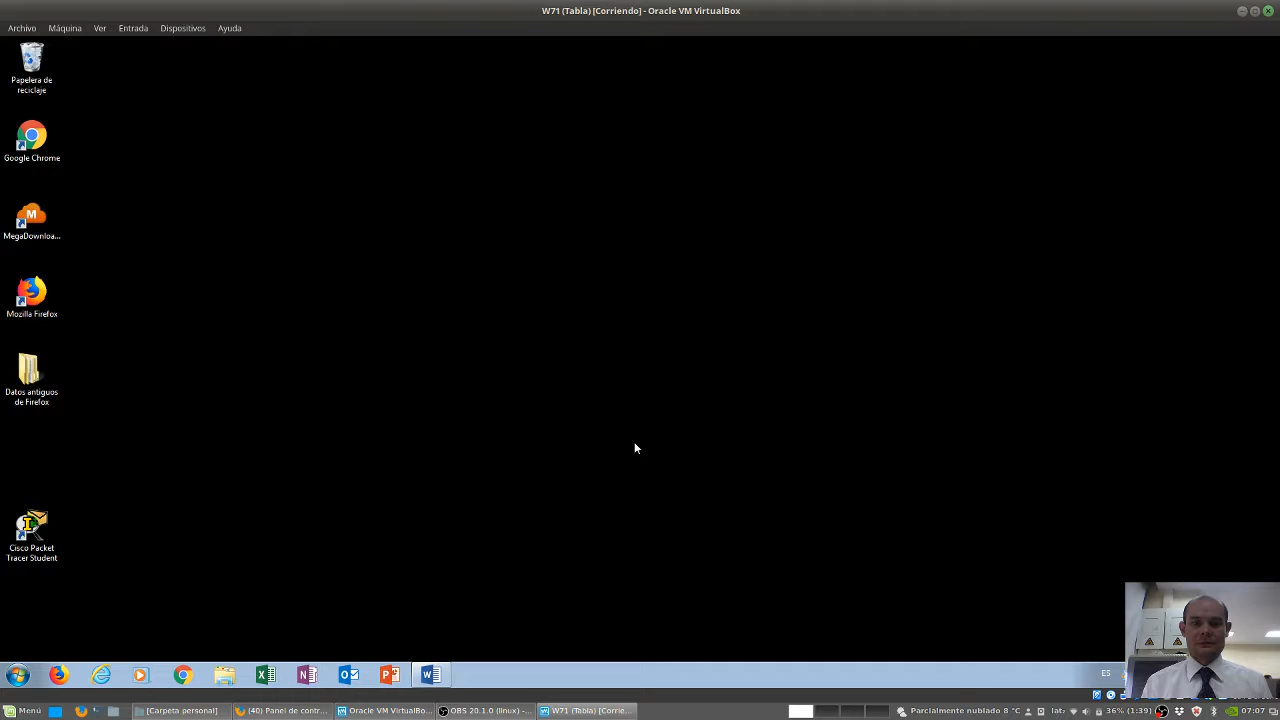 W71 (Tabla) [Corriendo] - Oracle VM VirtualBox
Archivo Máquina Ver Entrada Dispositivos Ayuda
Papelera de
reciclaje
Google Chrome
MegaDownloa...
Mozilla Firefox
Datos antiguos
de Firefox
Cisco Packet
Tracer Student
ES
Menú [Carpeta personal] (40) Panel de contr... Oracle VM VirtualBo... OBS 20.1.0 (linux) -... W71 (Tabla) [Corrie... Parcialmente nublado 8 °C lat: 36% (1:39) 07:07